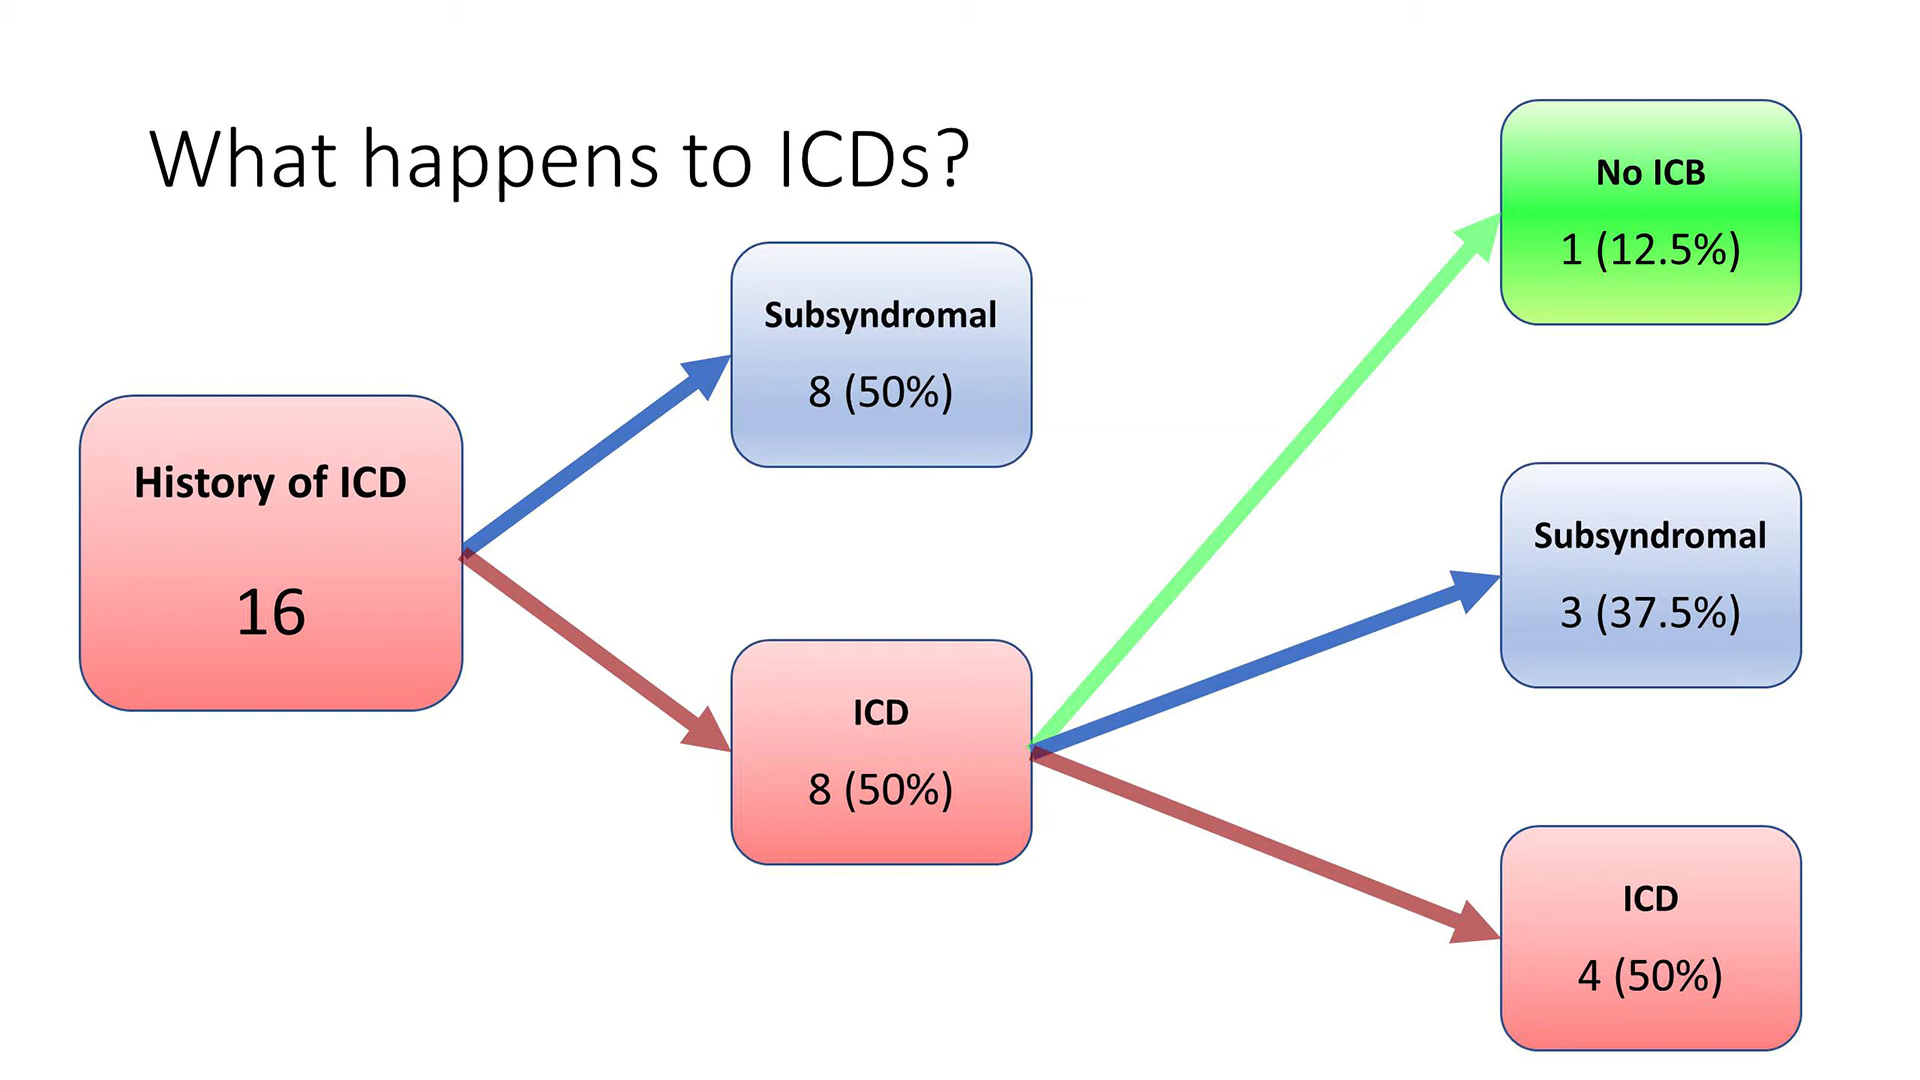 What happens to ICDs?
History of ICD
16
Subsyndromal
8 (50%)
ICD
8 (50%)
No ICB
1 (12.5%)
Subsyndromal
3 (37.5%)
ICD
4 (50%)